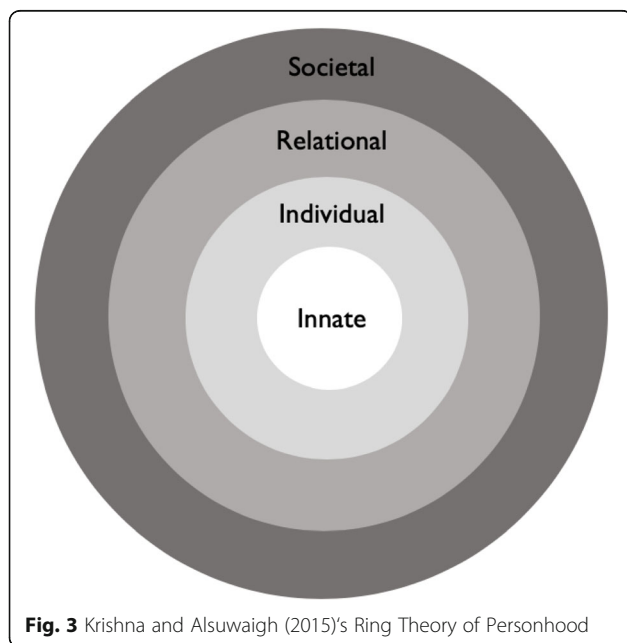 Societal
Relational
Individual
Innate
Fig. 3 Krishna and Alsuwaigh (2015)‘s Ring Theory of Personhood